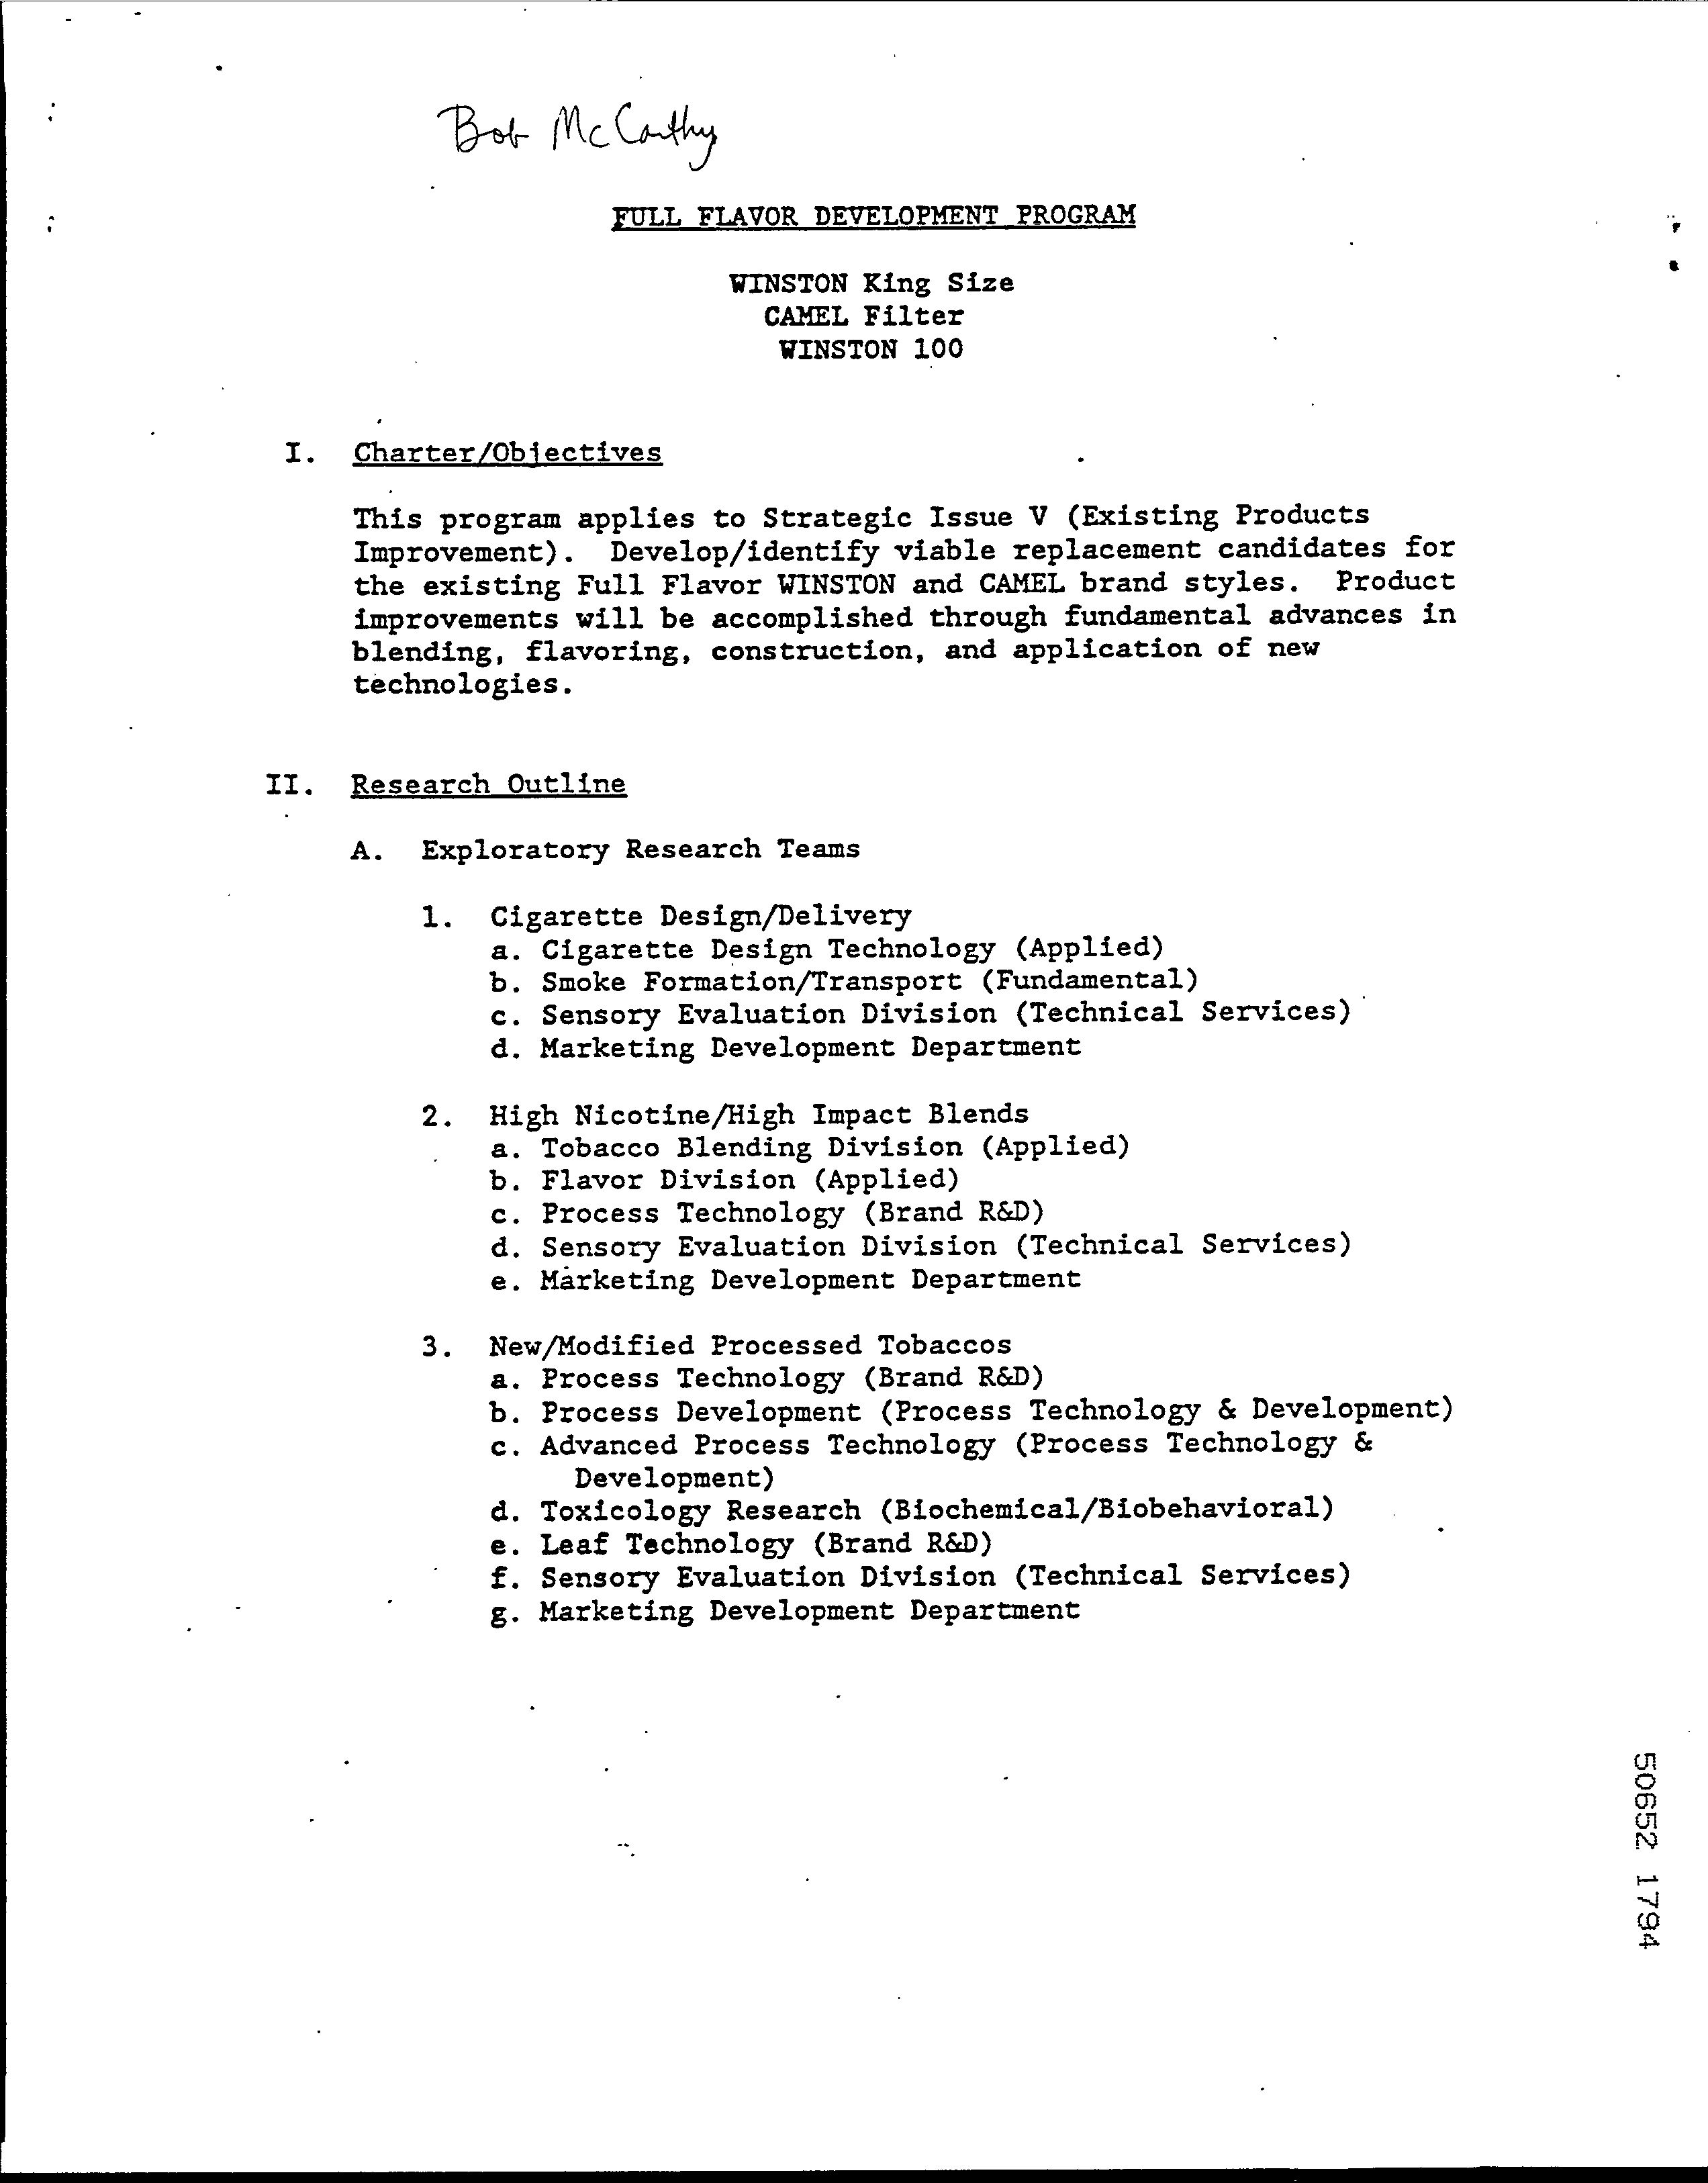 Bob McCarthy
FULL FLAVOR DEVELOPMENT PROGRAM
WINSTON King Size
CAMEL Filter
WINSTON 100
I. Charter/Objectives
This program applies to Strategic Issue V (Existing Products
Improvement). Develop/identify viable replacement candidates for
the existing Full Flavor WINSTON and CAMEL brand styles. Product
improvements will be accomplished through fundamental advances in
blending, flavoring, construction, and application of new
technologies.
II. Research Outline
A. Exploratory Research Teams
1. Cigarette Design/Delivery
a. Cigarette Design Technology (Applied)
b. Smoke Formation/Transport (Fundamental)
c. Sensory Evaluation Division (Technical Services)
d. Marketing Development Department
2. High Nicotine/High Impact Blends
a. Tobacco Blending Division (Applied)
b. Flavor Division (Applied)
c. Process Technology (Brand R&D)
d. Sensory Evaluation Division (Technical Services)
e. Marketing Development Department
3. New/Modified Processed Tobaccos
a. Process Technology (Brand R&D)
b. Process Development (Process Technology & Development)
c. Advanced Process Technology (Process Technology &
Development)
d. Toxicology Research (Biochemical/Biobehavioral)
e. Leaf Technology (Brand R&D)
f. Sensory Evaluation Division (Technical Services)
g. Marketing Development Department
50652 1794